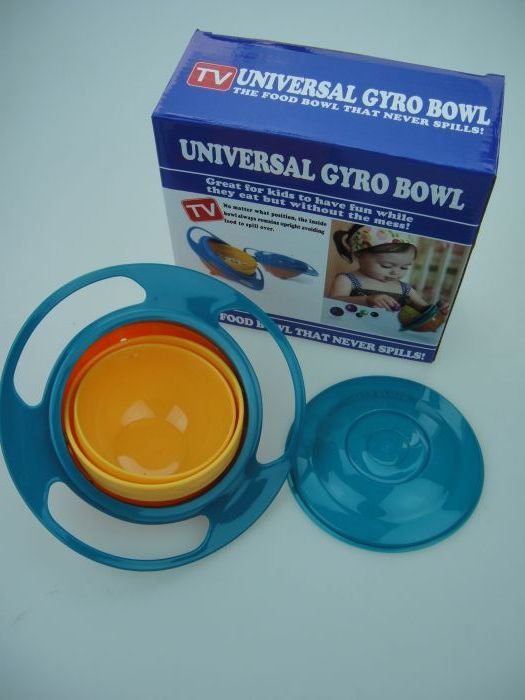 TV UNIVERSAL GYRO BOWL
THE FOOD BOWL THAT NEVER SPILLS!
UNIVERSAL GYRO BOWL
Great for kids to have fun while
they eat but without the mess!
TV
No matter what position, the inside
bowl always remains upright avoiding
food to spill over.
FOOD BOWL THAT NEVER SPILLS!